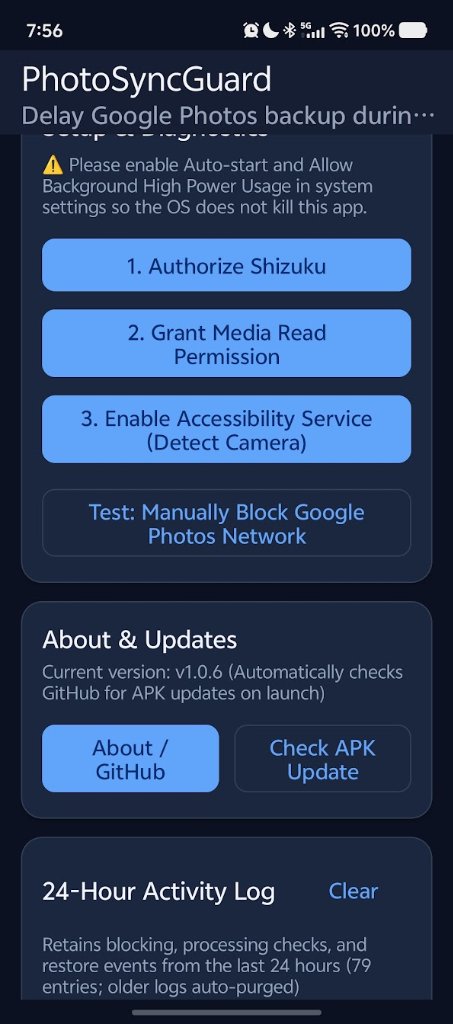 7:56
5G
100%
PhotoSyncGuard
Delay Google Photos backup durin···
Setup & Diagnostics
⚠️ Please enable Auto-start and Allow
Background High Power Usage in system
settings so the OS does not kill this app.
1. Authorize Shizuku
2. Grant Media Read
Permission
3. Enable Accessibility Service
(Detect Camera)
Test: Manually Block Google
Photos Network
About & Updates
Current version: v1.0.6 (Automatically checks
GitHub for APK updates on launch)
About /
GitHub
Check APK
Update
24-Hour Activity Log
Clear
Retains blocking, processing checks, and
restore events from the last 24 hours (79
entries; older logs auto-purged)